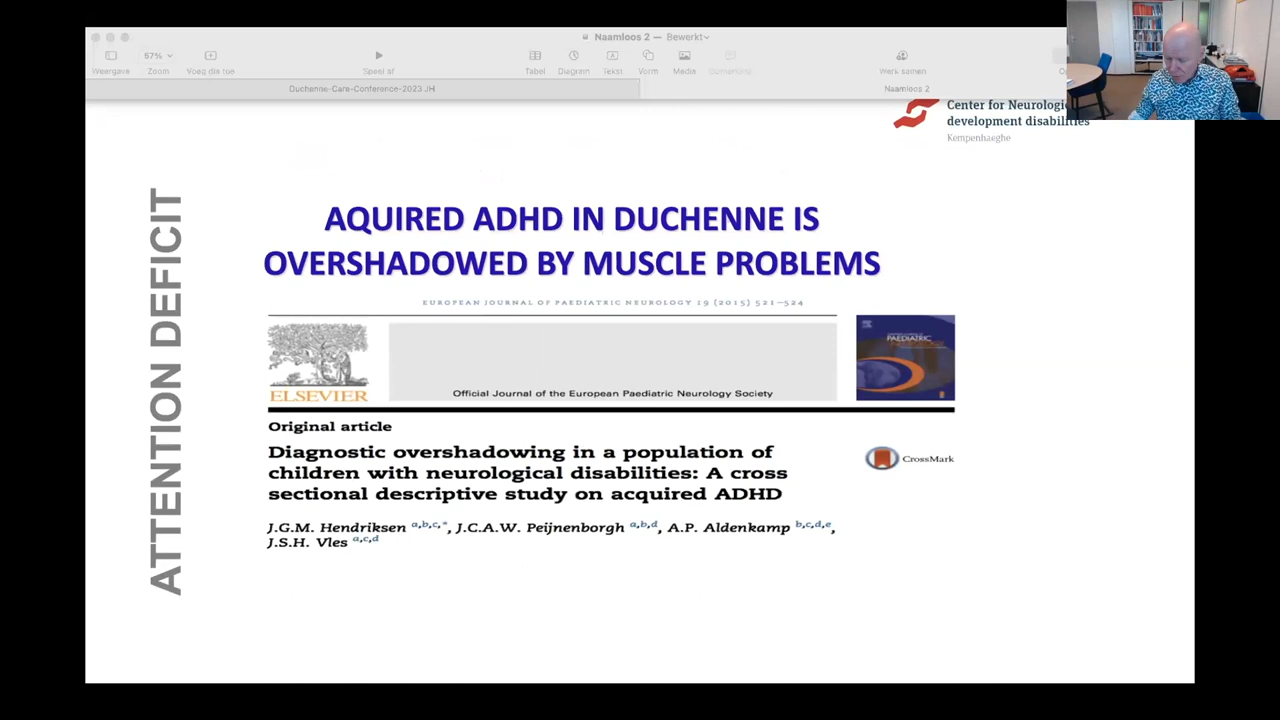 Naamloos 2 — Bewerkt
57%
Weergave Zoom Voeg dia toe Speel af Tabel Diagram Tekst Vorm Media Werk samen
Duchenne-Care-Conference-2023 JH
Naamloos 2
Center for Neurologic
development disabilities
Kempenhaeghe
ATTENTION DEFICIT
AQUIRED ADHD IN DUCHENNE IS
OVERSHADOWED BY MUSCLE PROBLEMS
EUROPEAN JOURNAL OF PAEDIATRIC NEUROLOGY 19 (2015) 521–524
ELSEVIER
Official Journal of the European Paediatric Neurology Society
Original article
Diagnostic overshadowing in a population of
children with neurological disabilities: A cross
sectional descriptive study on acquired ADHD
CrossMark
J.G.M. Hendriksen a,b,c,*, J.C.A.W. Peijnenborgh a,b,d, A.P. Aldenkamp b,c,d,e,
J.S.H. Vles a,c,d